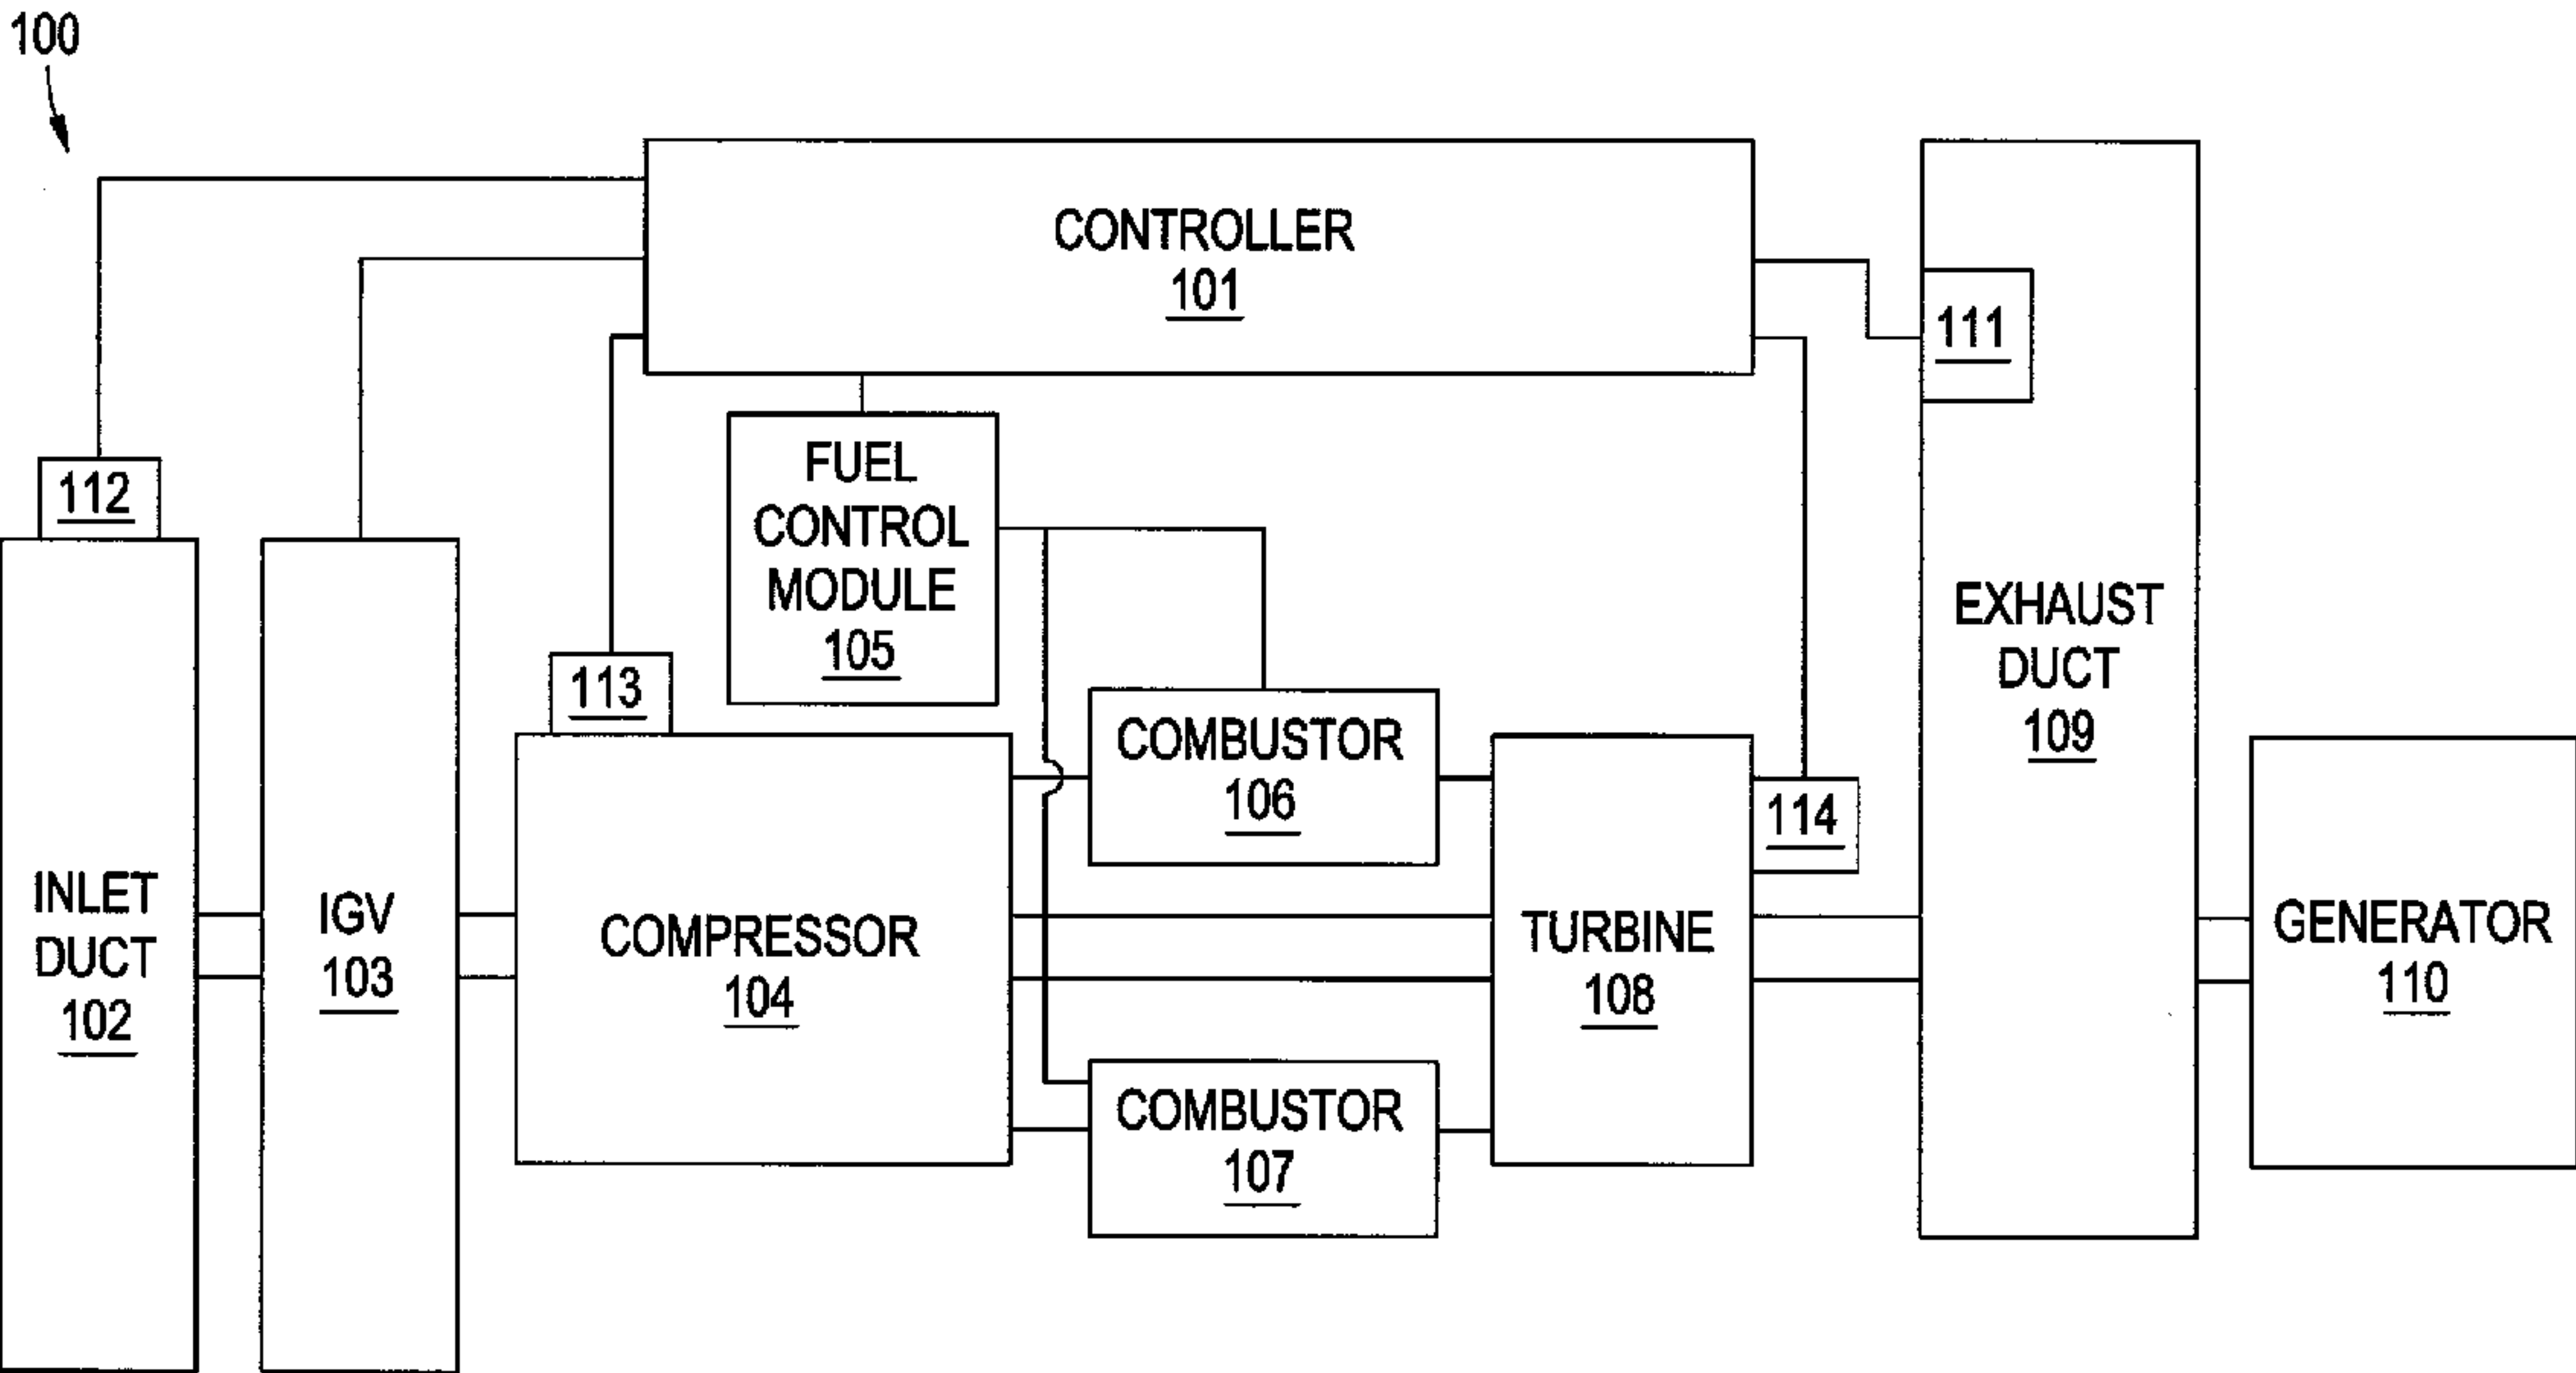 100
CONTROLLER
101
111
112
FUEL
CONTROL
MODULE
105
113
EXHAUST
DUCT
109
COMBUSTOR
106
114
INLET
DUCT
102
IGV
103
COMPRESSOR
104
TURBINE
108
GENERATOR
110
COMBUSTOR
107